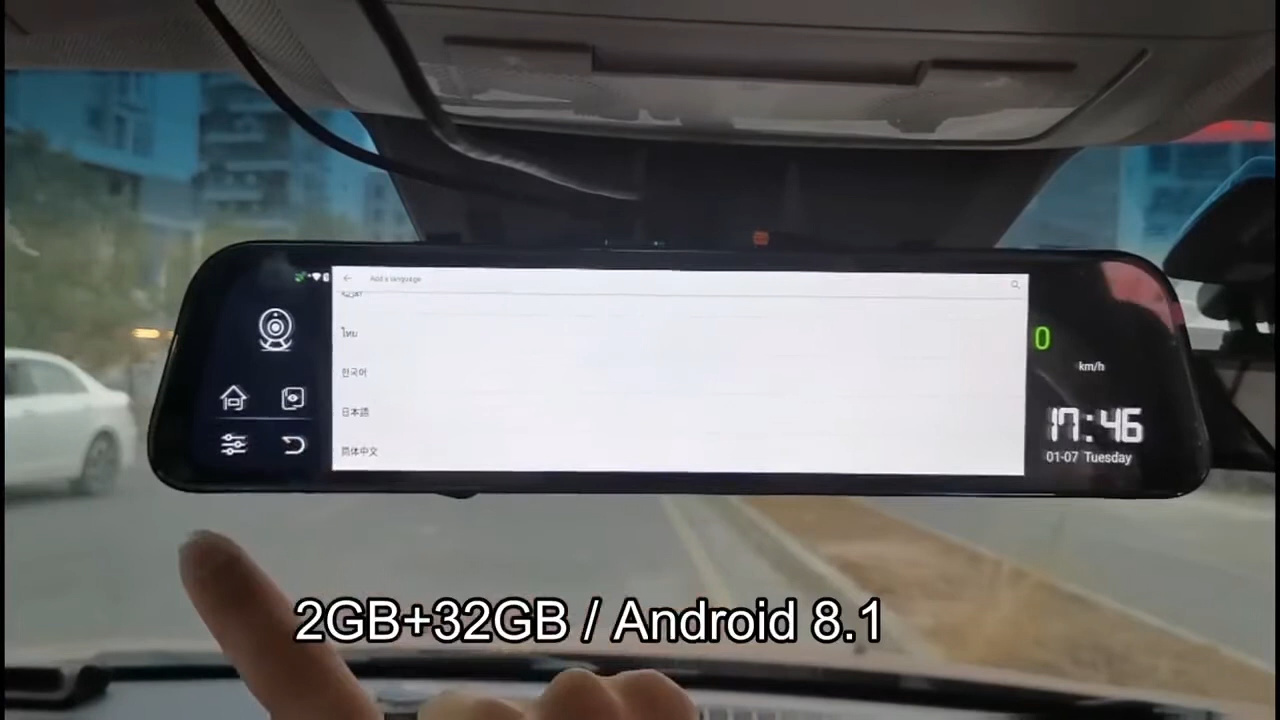 Add a language
ไทย
한국어
日本語
简体中文
0
km/h
17:46
01-07 Tuesday
2GB+32GB / Android 8.1